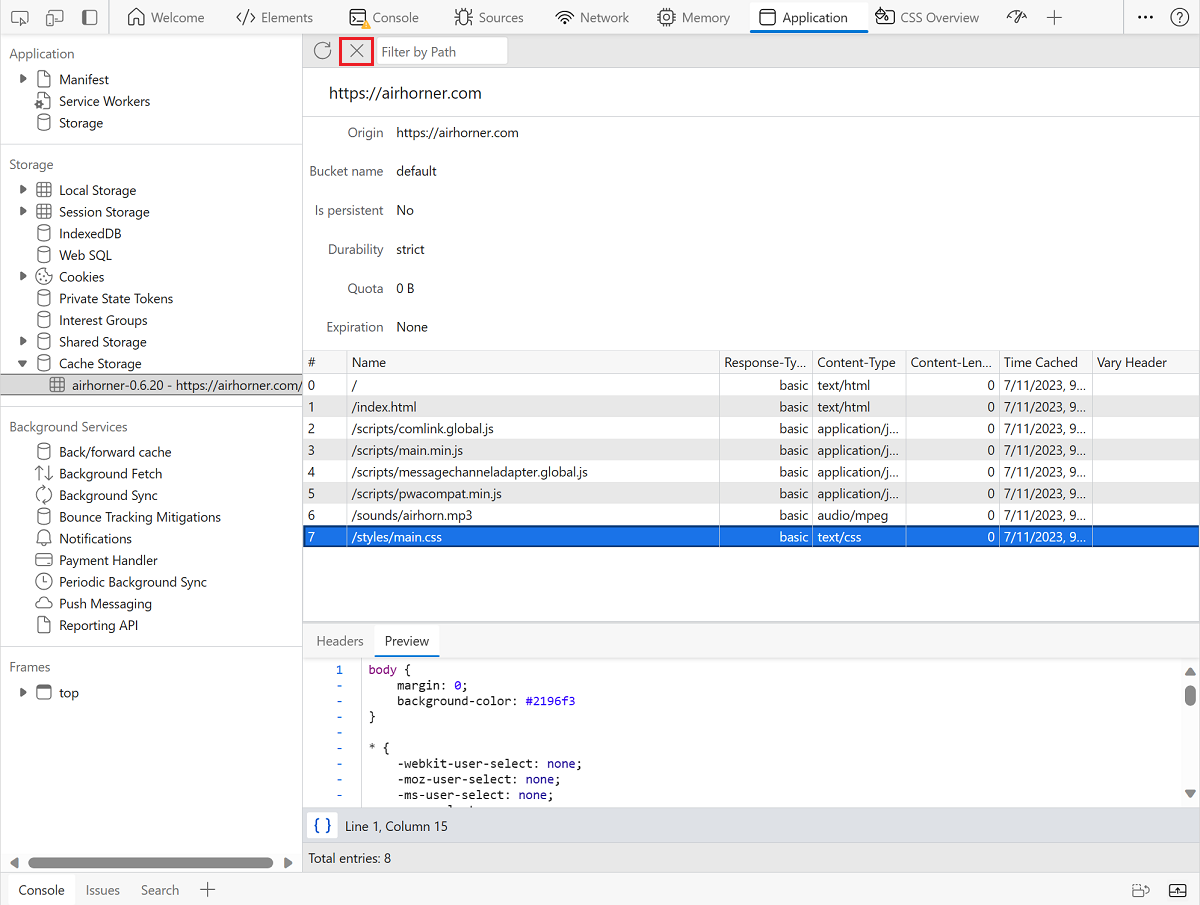 Welcome Elements Console Sources Network Memory Application CSS Overview
Application
Manifest
Service Workers
Storage
Storage
Local Storage
Session Storage
IndexedDB
Web SQL
Cookies
Private State Tokens
Interest Groups
Shared Storage
Cache Storage
airhorner-0.6.20 - https://airhorner.com/
Background Services
Back/forward cache
Background Fetch
Background Sync
Bounce Tracking Mitigations
Notifications
Payment Handler
Periodic Background Sync
Push Messaging
Reporting API
Frames
top
Filter by Path
https://airhorner.com
Origin https://airhorner.com
Bucket name default
Is persistent No
Durability strict
Quota 0 B
Expiration None
# Name Response-Ty... Content-Type Content-Len... Time Cached Vary Header
0 / basic text/html 0 7/11/2023, 9...
1 /index.html basic text/html 0 7/11/2023, 9...
2 /scripts/comlink.global.js basic application/j... 0 7/11/2023, 9...
3 /scripts/main.min.js basic application/j... 0 7/11/2023, 9...
4 /scripts/messagechanneladapter.global.js basic application/j... 0 7/11/2023, 9...
5 /scripts/pwacompat.min.js basic application/j... 0 7/11/2023, 9...
6 /sounds/airhorn.mp3 basic audio/mpeg 0 7/11/2023, 9...
7 /styles/main.css basic text/css 0 7/11/2023, 9...
Headers Preview
1 body {
- margin: 0;
- background-color: #2196f3
- }
-
- * {
- -webkit-user-select: none;
- -moz-user-select: none;
- -ms-user-select: none;
{ } Line 1, Column 15
Total entries: 8
Console Issues Search